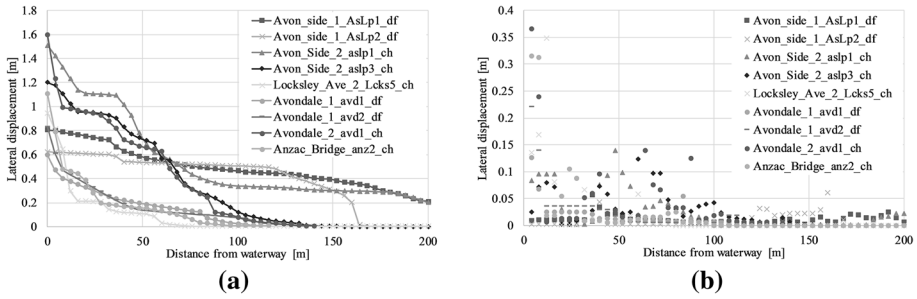 1.8
1.6
1.4
1.2
1
0.8
0.6
0.4
0.2
0
Lateral displacement [m]
0
50
100
150
200
Distance from waterway [m]
Avon_side_1_AsLp1_df
Avon_side_1_AsLp2_df
Avon_Side_2_aslp1_ch
Avon_Side_2_aslp3_ch
Locksley_Ave_2_Lcks5_ch
Avondale_1_avd1_df
Avondale_1_avd2_df
Avondale_2_avd1_ch
Anzac_Bridge_anz2_ch
(a)
0.4
0.35
0.3
0.25
0.2
0.15
0.1
0.05
0
Lateral displacement [m]
0
50
100
150
200
Distance from waterway [m]
Avon_side_1_AsLp1_df
Avon_side_1_AsLp2_df
Avon_Side_2_aslp1_ch
Avon_Side_2_aslp3_ch
Locksley_Ave_2_Lcks5_ch
Avondale_1_avd1_df
Avondale_1_avd2_df
Avondale_2_avd1_ch
Anzac_Bridge_anz2_ch
(b)